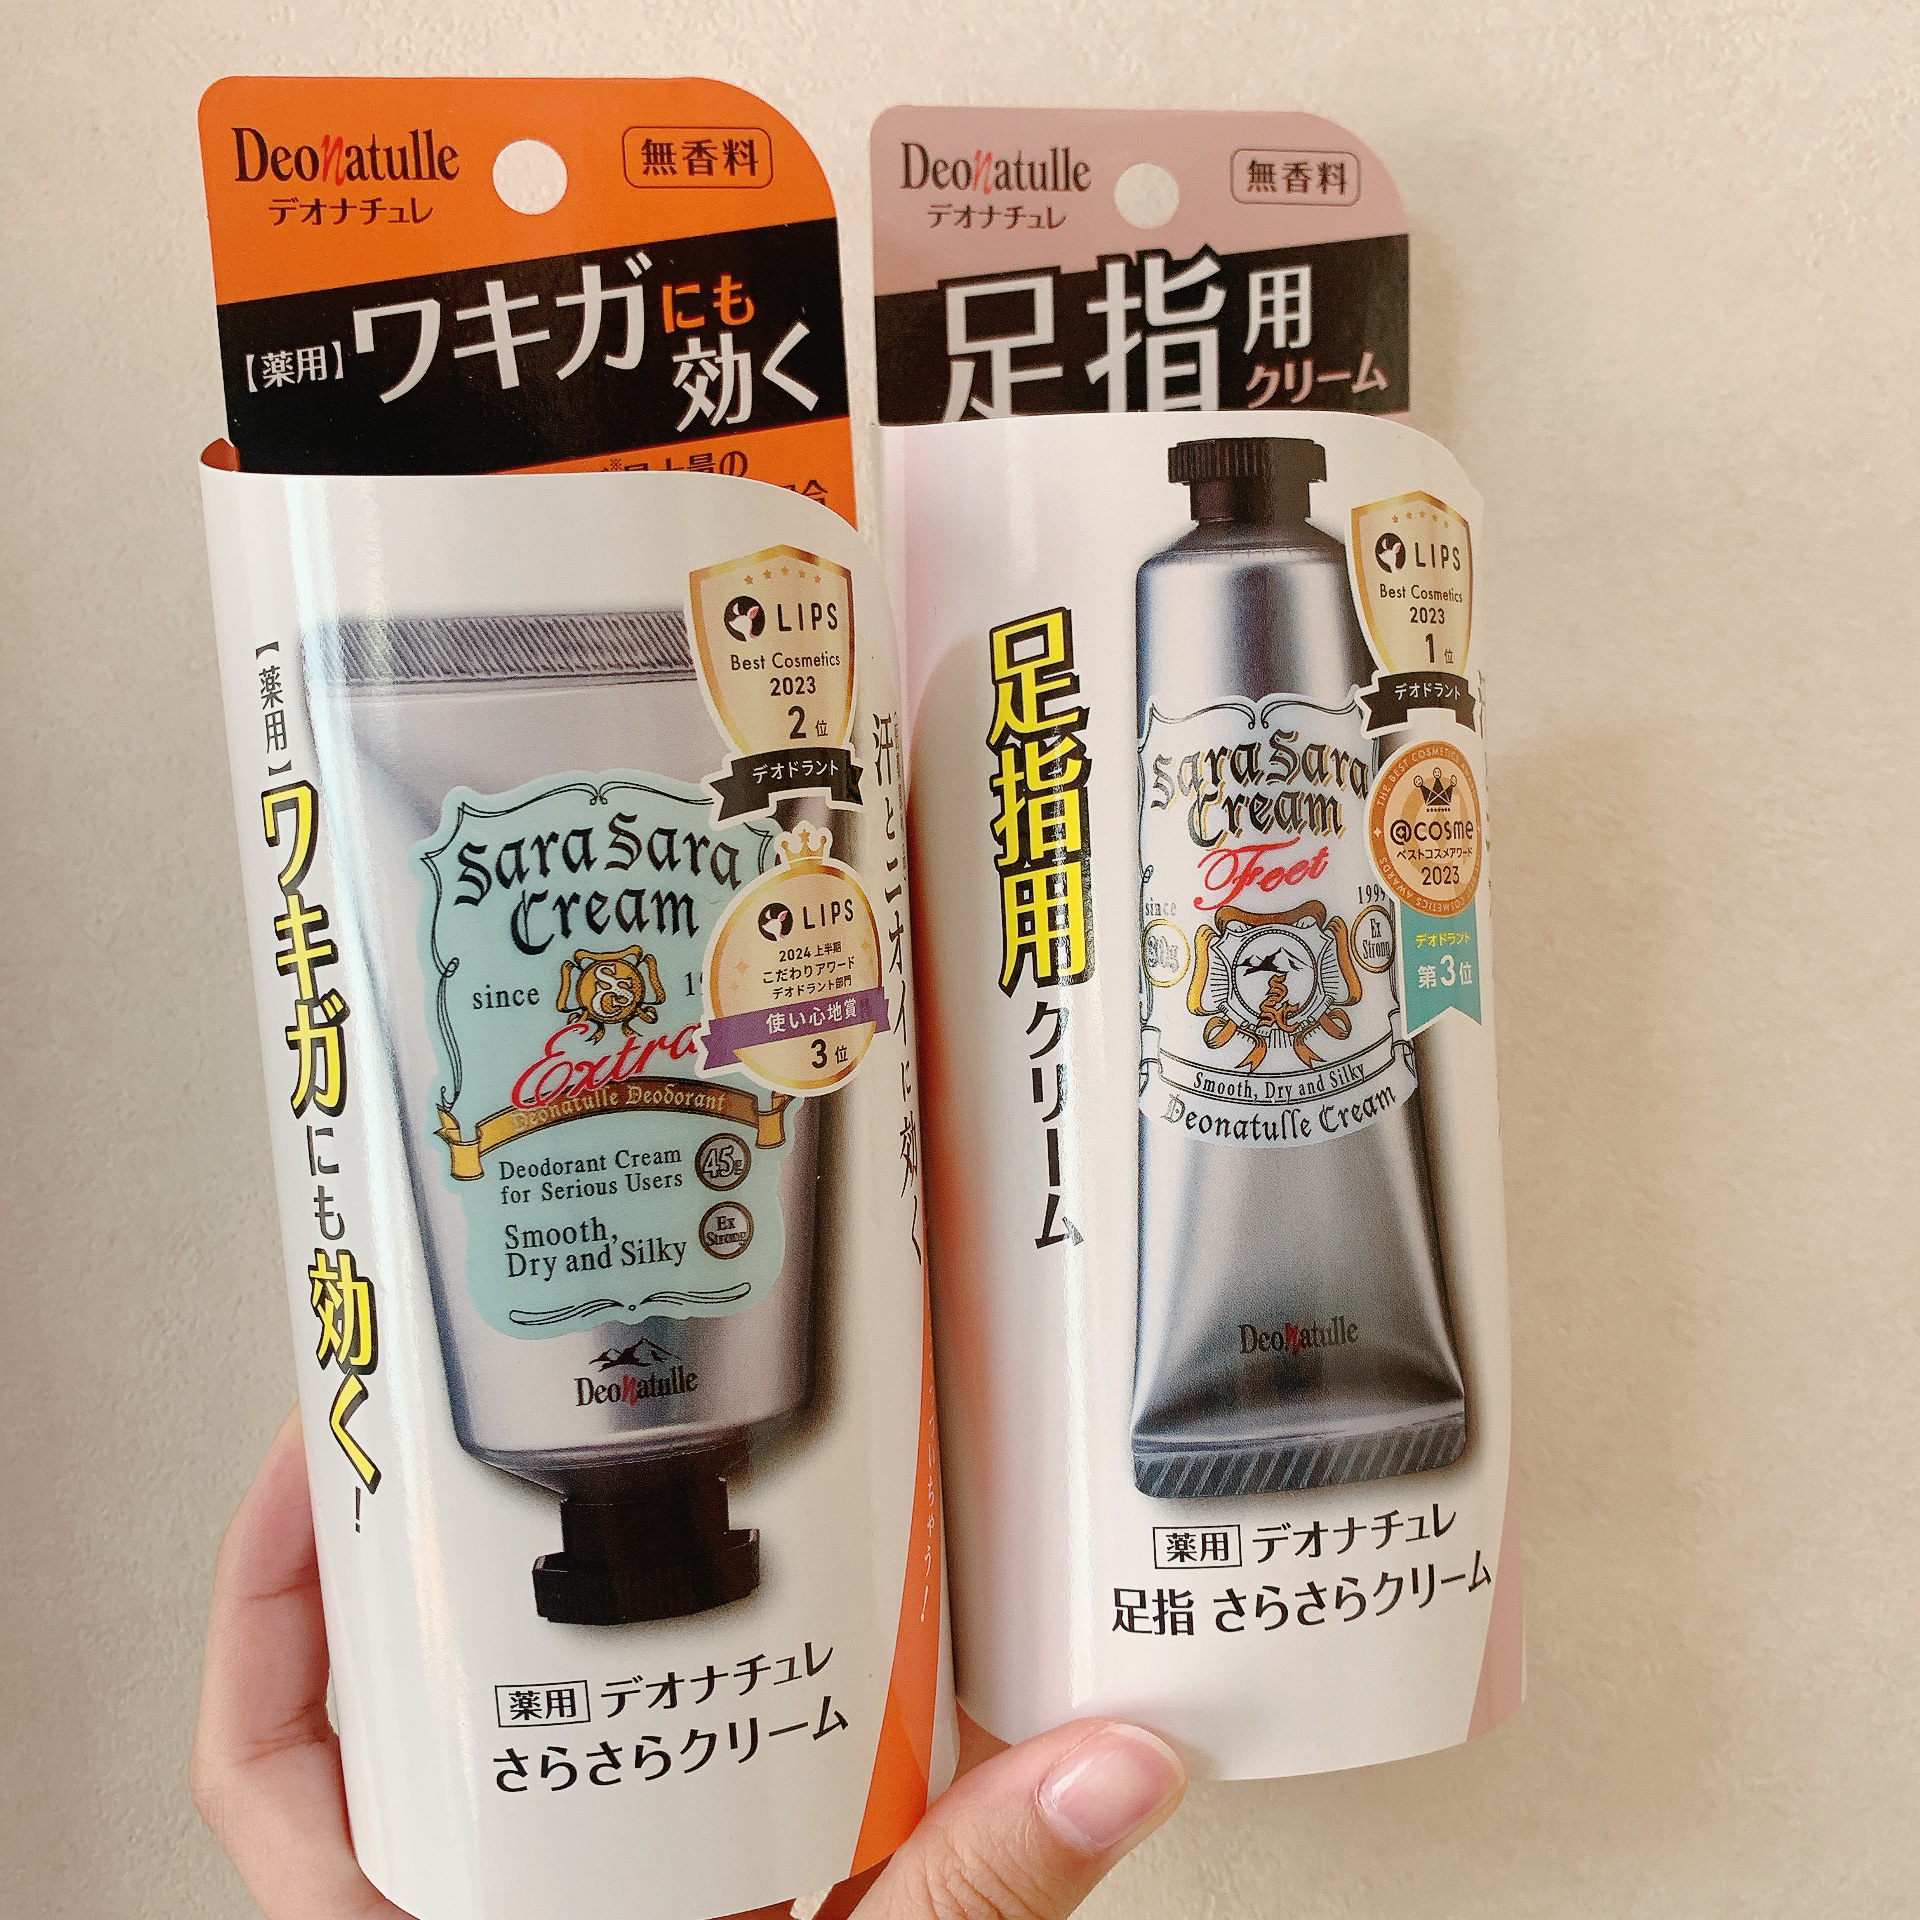 Deonatulle
デオナチュレ
無香料
【薬用】ワキガにも
効く
【薬用】ワキガにも効く!
汗とニオイに効く
LIPS
Best Cosmetics
2023
2位
デオドラント
LIPS
2024上半期
こだわりアワード
デオドラント部門
使い心地賞
3位
Sara Sara
Cream
since
Extra
Deonatulle Deodorant
Deodorant Cream
for Serious Users
45g
Smooth,
Dry and Silky
Ex
Strong
Deonatulle
薬用 デオナチュレ
さらさらクリーム
Deonatulle
デオナチュレ
無香料
足指用
クリーム
足指用クリーム
LIPS
Best Cosmetics
2023
1位
デオドラント
@cosme
ベストコスメアワード
2023
デオドラント
第3位
Sara Sara
Cream
Feet
since
1999
30g
Ex
Strong
Smooth, Dry and Silky
Deonatulle Cream
Deonatulle
薬用 デオナチュレ
足指 さらさらクリーム